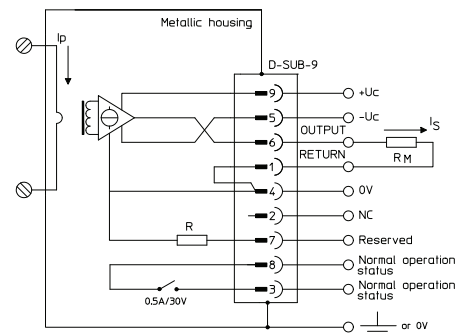 Metallic housing
Ip
D-SUB-9
9 +Uc
5 -Uc
OUTPUT
6
Is
RETURN
1
RM
4 0V
2 NC
R
7 Reserved
8 Normal operation
status
3 Normal operation
status
0.5A/30V
or 0V